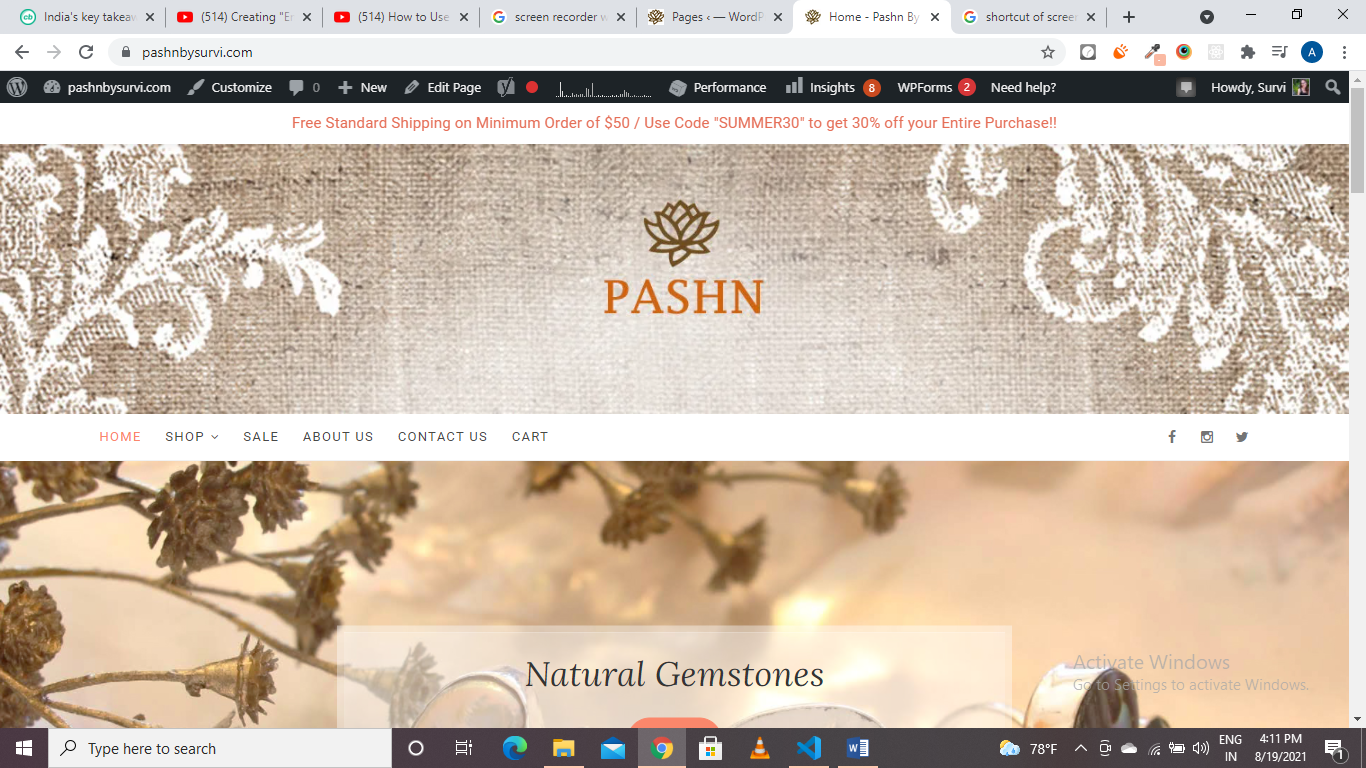 India's key takeaw
(514) Creating "Er
(514) How to Use
screen recorder w
Pages ‹ — WordP
Home - Pashn By
shortcut of screen
pashnbysurvi.com
A
pashnbysurvi.com Customize 0 New Edit Page Performance Insights 8 WPForms 2 Need help? Howdy, Survi
Free Standard Shipping on Minimum Order of $50 / Use Code "SUMMER30" to get 30% off your Entire Purchase!!
PASHN
HOME SHOP SALE ABOUT US CONTACT US CART
Natural Gemstones
Activate Windows
Go to Settings to activate Windows.
Type here to search
78°F
ENG
IN
4:11 PM
8/19/2021
1